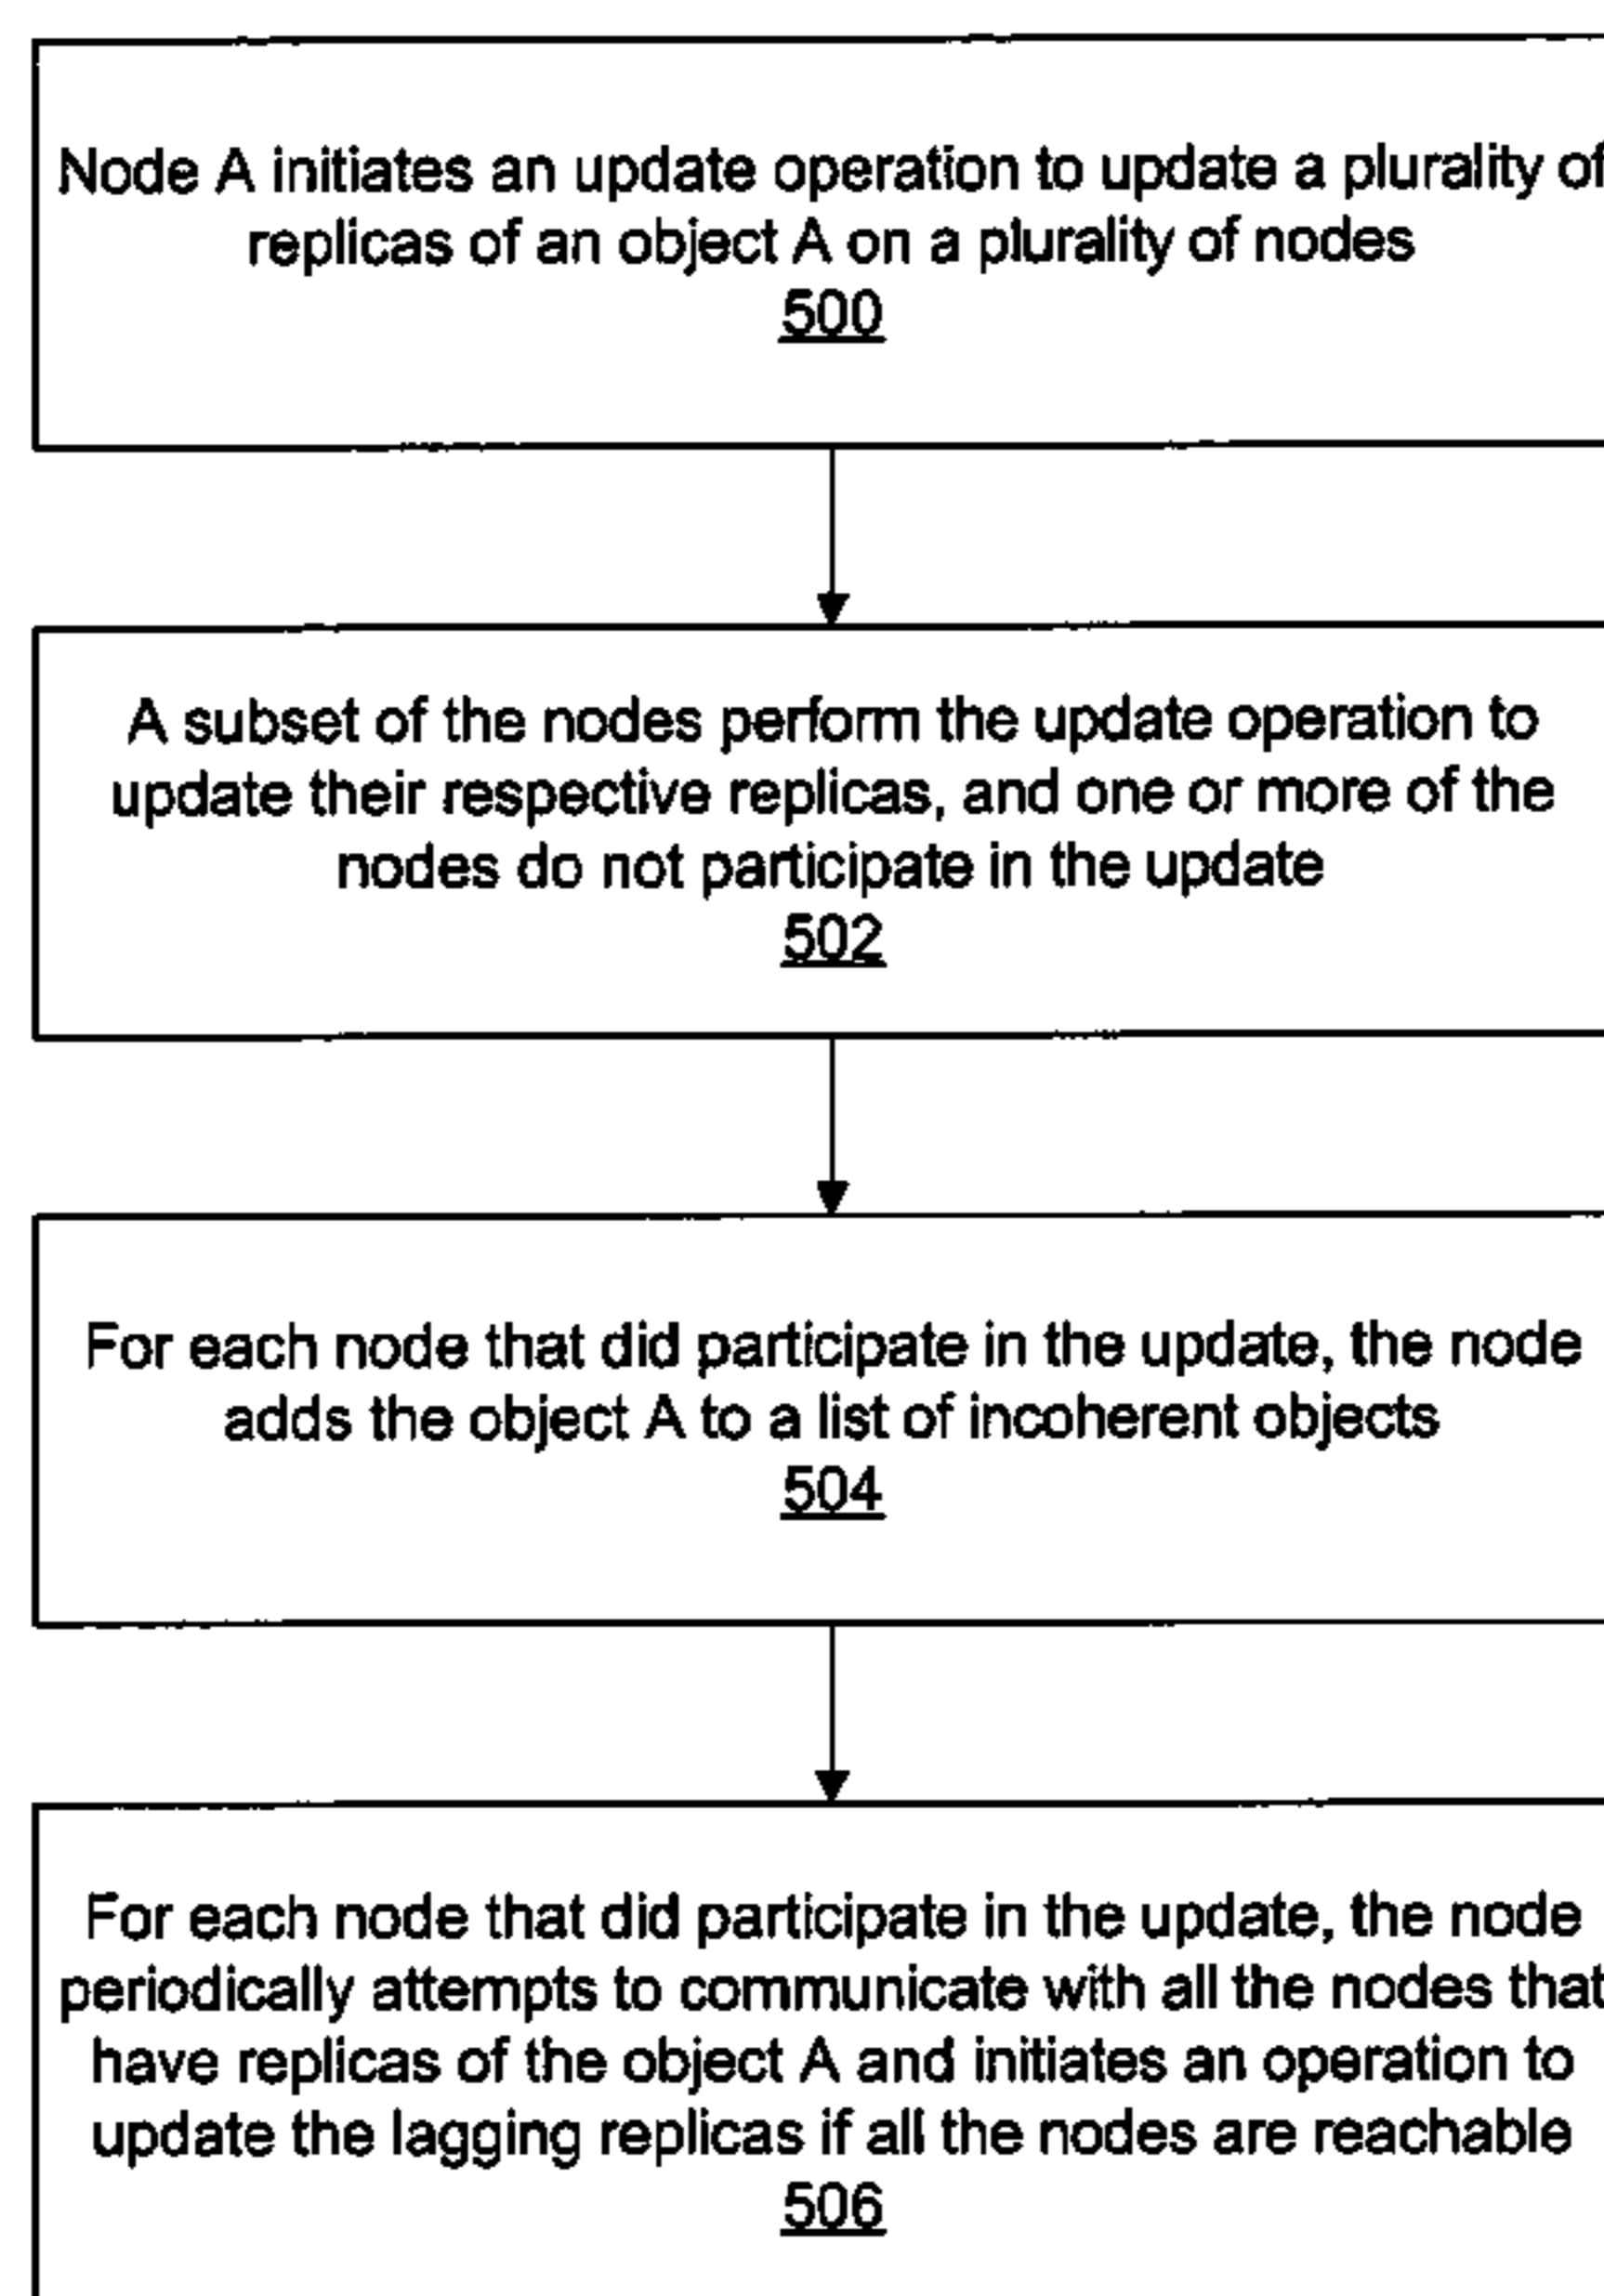 Node A initiates an update operation to update a plurality of
replicas of an object A on a plurality of nodes
500
A subset of the nodes perform the update operation to
update their respective replicas, and one or more of the
nodes do not participate in the update
502
For each node that did participate in the update, the node
adds the object A to a list of incoherent objects
504
For each node that did participate in the update, the node
periodically attempts to communicate with all the nodes that
have replicas of the object A and initiates an operation to
update the lagging replicas if all the nodes are reachable
506